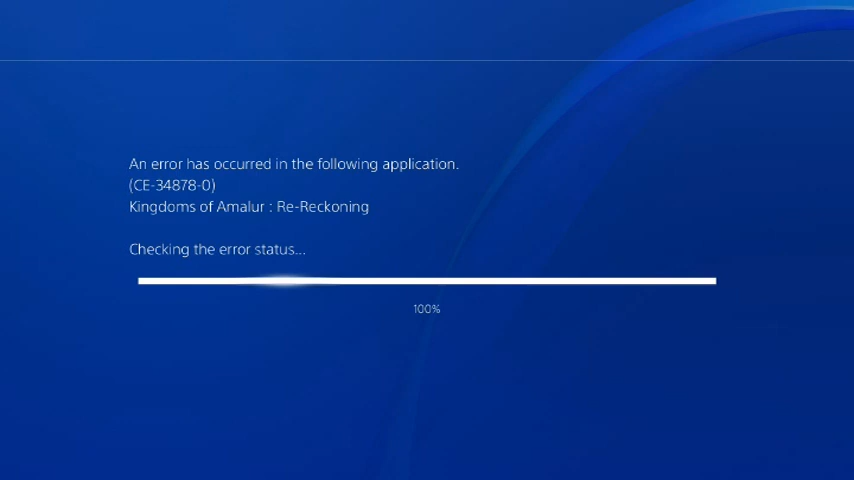 An error has occurred in the following application.
(CE-34878-0)
Kingdoms of Amalur : Re-Reckoning
Checking the error status...
100%